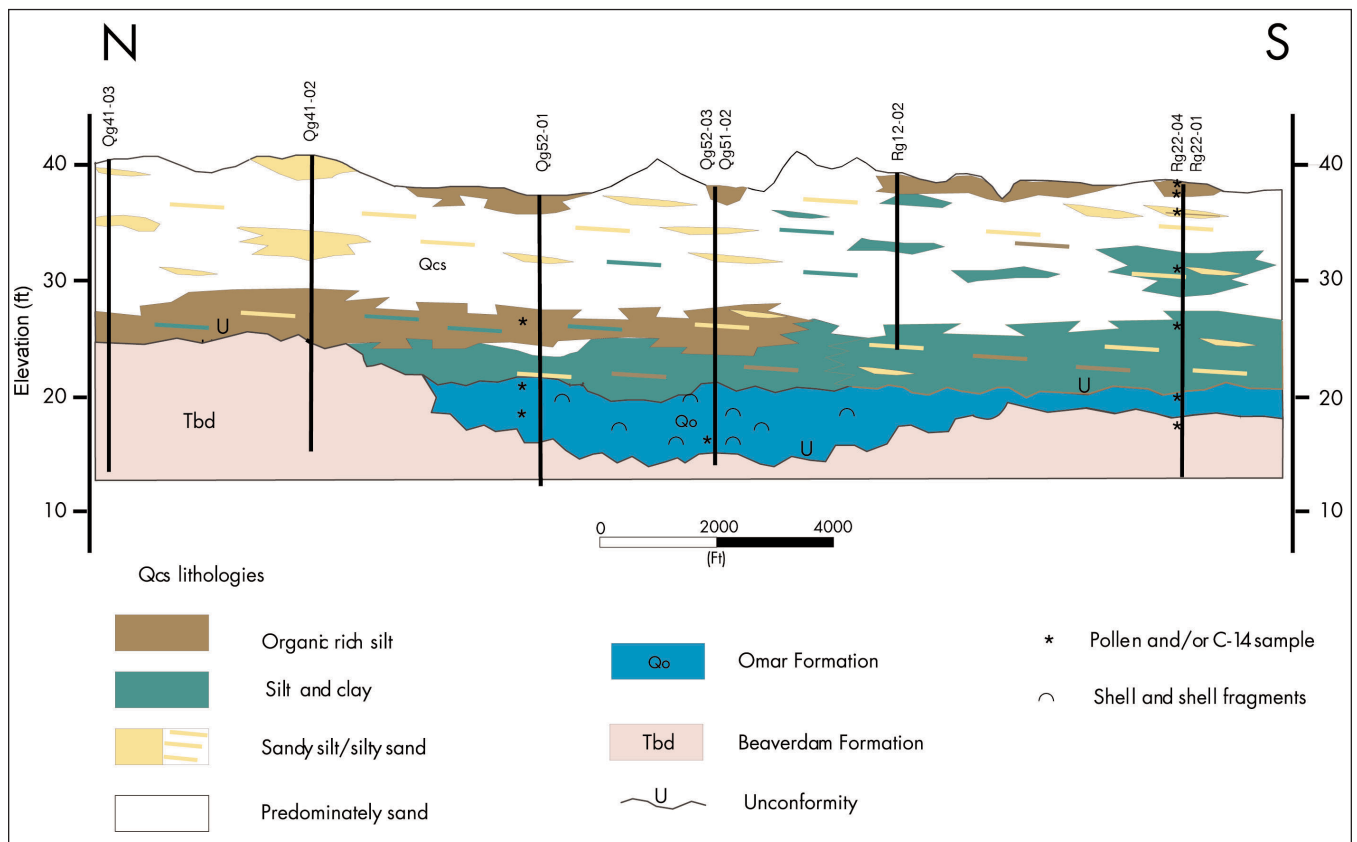 N
S
Qg41-03
Qg41-02
Qg52-01
Qg52-03
Qg51-02
Rg12-02
Rg22-04
Rg22-01
40
40
30
30
20
20
10
10
Elevation (ft)
Qcs
U
U
U
Tbd
Qo
*
*
*
*
*
*
*
*
*
*
*
0
2000
4000
(Ft)
Qcs lithologies
Organic rich silt
Silt and clay
Sandy silt/silty sand
Predominately sand
Qo
Omar Formation
Tbd
Beaverdam Formation
U
Unconformity
* Pollen and/or C-14 sample
Shell and shell fragments